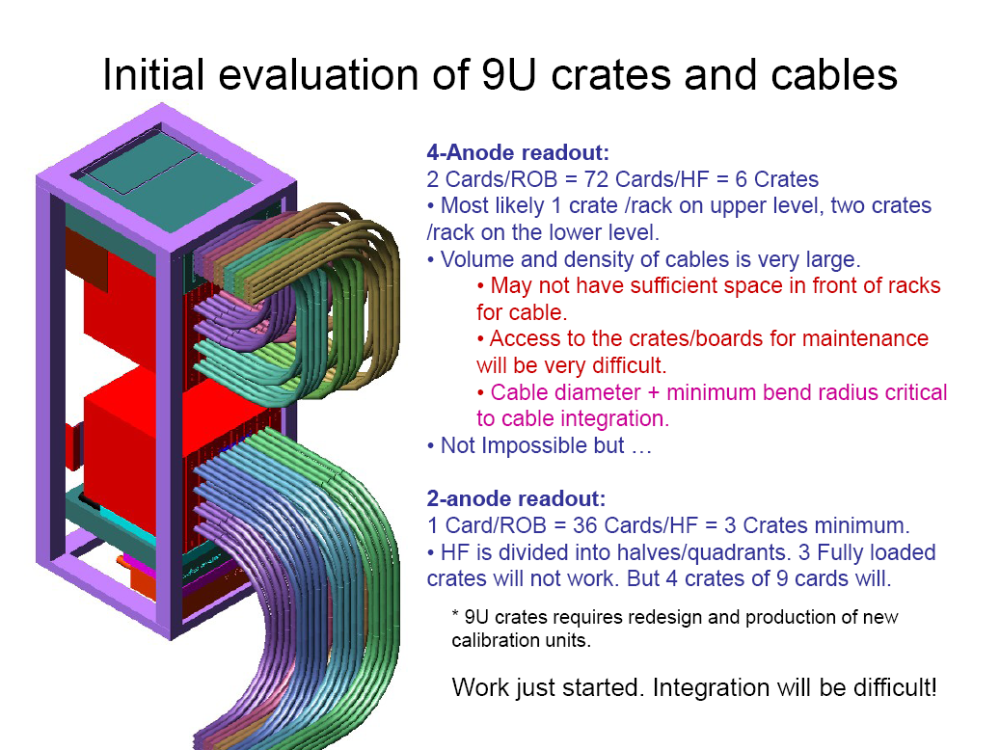 Initial evaluation of 9U crates and cables
4-Anode readout:
2 Cards/ROB = 72 Cards/HF = 6 Crates
• Most likely 1 crate /rack on upper level, two crates
/rack on the lower level.
• Volume and density of cables is very large.
• May not have sufficient space in front of racks
for cable.
• Access to the crates/boards for maintenance
will be very difficult.
• Cable diameter + minimum bend radius critical
to cable integration.
• Not Impossible but …
2-anode readout:
1 Card/ROB = 36 Cards/HF = 3 Crates minimum.
• HF is divided into halves/quadrants. 3 Fully loaded
crates will not work. But 4 crates of 9 cards will.
* 9U crates requires redesign and production of new
calibration units.
Work just started. Integration will be difficult!